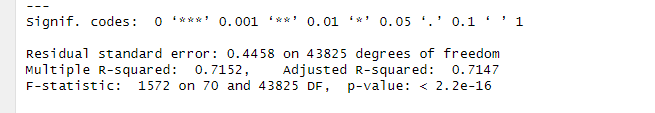 ---
Signif. codes:  0 ‘***’ 0.001 ‘**’ 0.01 ‘*’ 0.05 ‘.’ 0.1 ‘ ’ 1
Residual standard error: 0.4458 on 43825 degrees of freedom
Multiple R-squared:  0.7152,    Adjusted R-squared:  0.7147
F-statistic:  1572 on 70 and 43825 DF,  p-value: < 2.2e-16